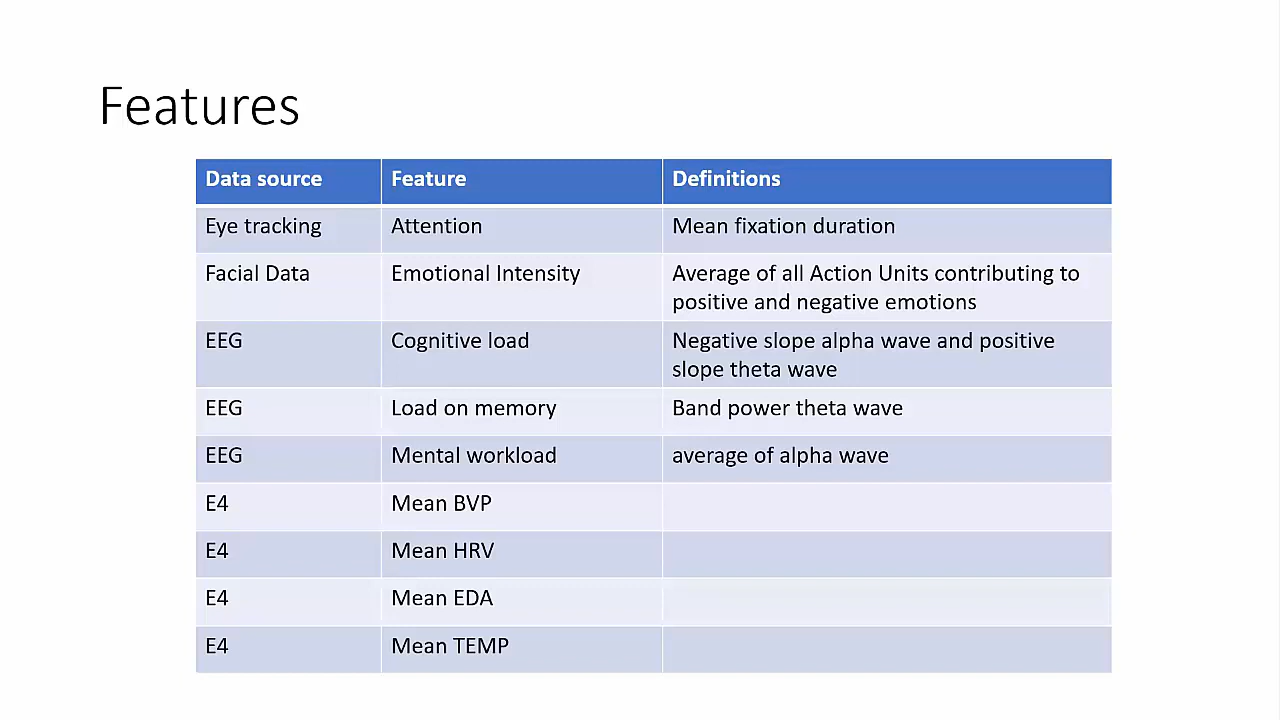 Features
Data source Feature Definitions
Eye tracking Attention Mean fixation duration
Facial Data Emotional Intensity Average of all Action Units contributing to
positive and negative emotions
EEG Cognitive load Negative slope alpha wave and positive
slope theta wave
EEG Load on memory Band power theta wave
EEG Mental workload average of alpha wave
E4 Mean BVP
E4 Mean HRV
E4 Mean EDA
E4 Mean TEMP